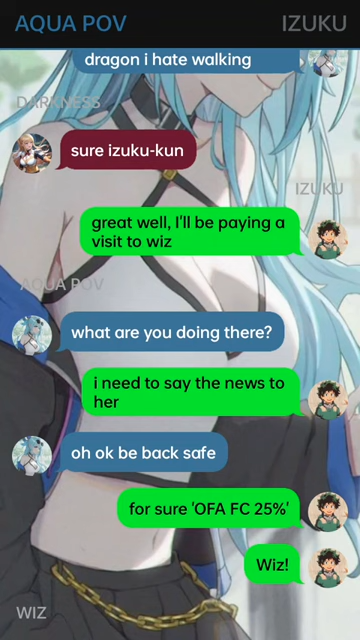 AQUA POV
IZUKU
dragon i hate walking
DARKNESS
sure izuku-kun
IZUKU
great well, I'll be paying a
visit to wiz
AQUA POV
what are you doing there?
i need to say the news to
her
oh ok be back safe
for sure 'OFA FC 25%'
Wiz!
WIZ